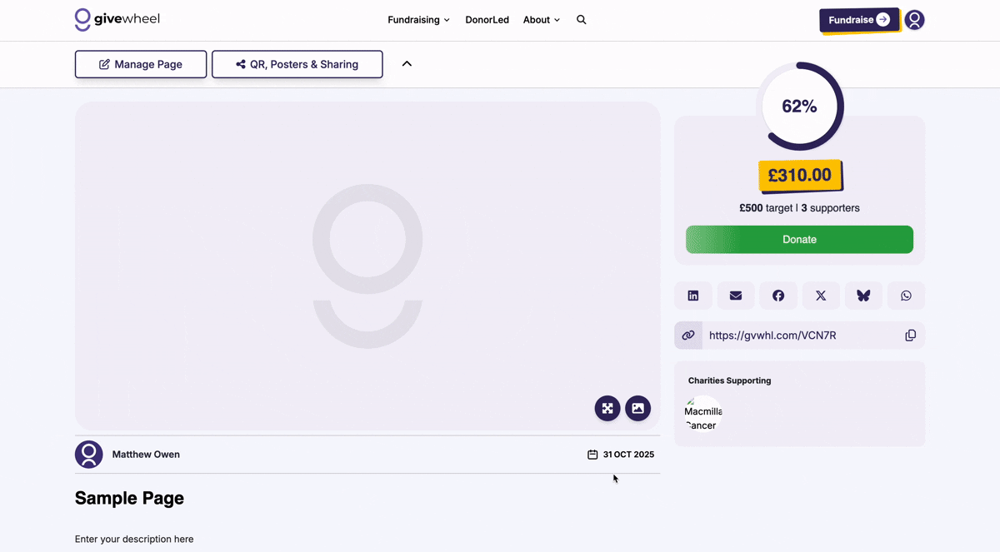 givewheel
Fundraising
DonorLed
About
Fundraise
Manage Page
QR, Posters & Sharing
62%
£310.00
£500 target | 3 supporters
Donate
https://gvwhl.com/VCN7R
Charities Supporting
Macmilla
Cancer
Matthew Owen
31 OCT 2025
Sample Page
Enter your description here